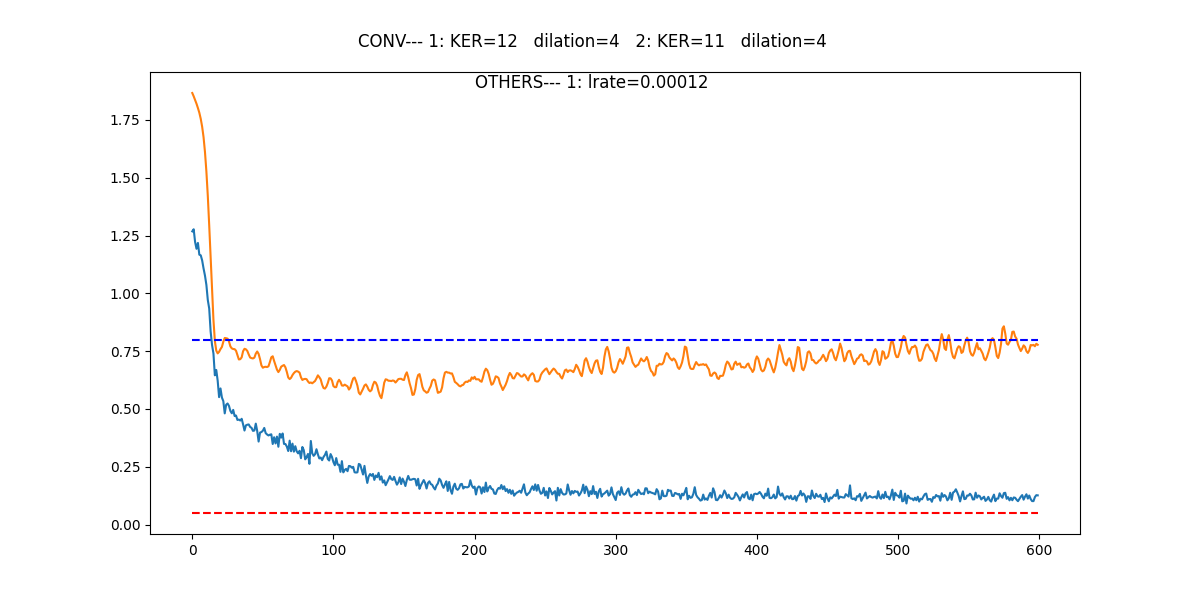 CONV--- 1: KER=12   dilation=4   2: KER=11   dilation=4
OTHERS--- 1: lrate=0.00012
1.75
1.50
1.25
1.00
0.75
0.50
0.25
0.00
0 100 200 300 400 500 600